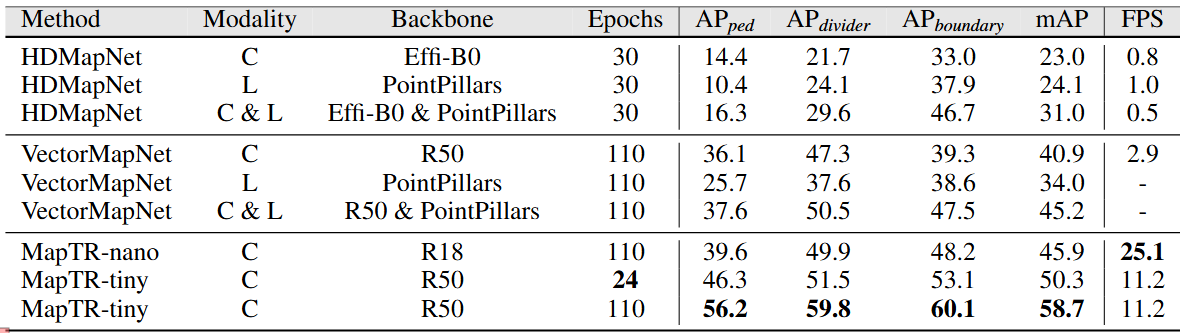 Method Modality Backbone Epochs AP_ped AP_divider AP_boundary mAP FPS
HDMapNet C Effi-B0 30 14.4 21.7 33.0 23.0 0.8
HDMapNet L PointPillars 30 10.4 24.1 37.9 24.1 1.0
HDMapNet C & L Effi-B0 & PointPillars 30 16.3 29.6 46.7 31.0 0.5
VectorMapNet C R50 110 36.1 47.3 39.3 40.9 2.9
VectorMapNet L PointPillars 110 25.7 37.6 38.6 34.0 -
VectorMapNet C & L R50 & PointPillars 110 37.6 50.5 47.5 45.2 -
MapTR-nano C R18 110 39.6 49.9 48.2 45.9 25.1
MapTR-tiny C R50 24 46.3 51.5 53.1 50.3 11.2
MapTR-tiny C R50 110 56.2 59.8 60.1 58.7 11.2